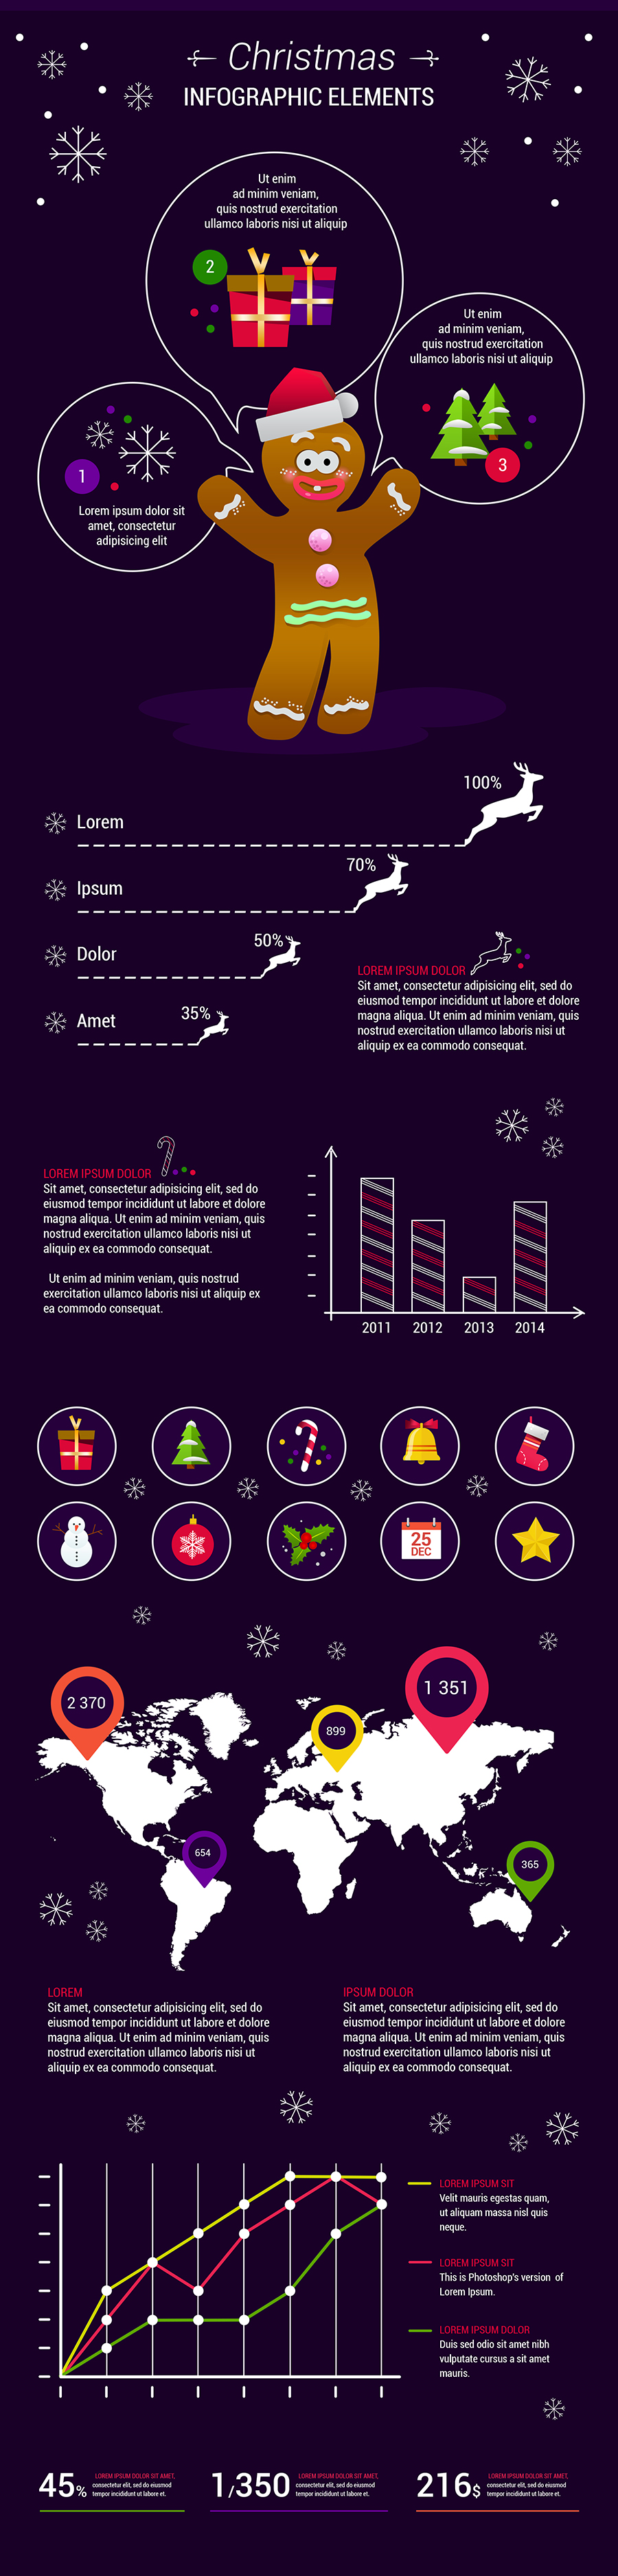 Christmas
INFOGRAPHIC ELEMENTS
Ut enim
ad minim veniam,
quis nostrud exercitation
ullamco laboris nisi ut aliquip
2
Ut enim
ad minim veniam,
quis nostrud exercitation
ullamco laboris nisi ut aliquip
3
1
Lorem ipsum dolor sit
amet, consectetur
adipisicing elit
100%
Lorem
70%
Ipsum
50%
Dolor
35%
Amet
LOREM IPSUM DOLOR
Sit amet, consectetur adipisicing elit, sed do
eiusmod tempor incididunt ut labore et dolore
magna aliqua. Ut enim ad minim veniam, quis
nostrud exercitation ullamco laboris nisi ut
aliquip ex ea commodo consequat.
LOREM IPSUM DOLOR
Sit amet, consectetur adipisicing elit, sed do
eiusmod tempor incididunt ut labore et dolore
magna aliqua. Ut enim ad minim veniam, quis
nostrud exercitation ullamco laboris nisi ut
aliquip ex ea commodo consequat.
Ut enim ad minim veniam, quis nostrud
exercitation ullamco laboris nisi ut aliquip ex
ea commodo consequat.
2011 2012 2013 2014
25
DEC
2 370
1 351
899
654
365
LOREM
Sit amet, consectetur adipisicing elit, sed do
eiusmod tempor incididunt ut labore et dolore
magna aliqua. Ut enim ad minim veniam, quis
nostrud exercitation ullamco laboris nisi ut
aliquip ex ea commodo consequat.
IPSUM DOLOR
Sit amet, consectetur adipisicing elit, sed do
eiusmod tempor incididunt ut labore et dolore
magna aliqua. Ut enim ad minim veniam, quis
nostrud exercitation ullamco laboris nisi ut
aliquip ex ea commodo consequat.
LOREM IPSUM SIT
Velit mauris egestas quam,
ut aliquam massa nisl quis
neque.
LOREM IPSUM SIT
This is Photoshop's version of
Lorem Ipsum.
LOREM IPSUM DOLOR
Duis sed odio sit amet nibh
vulputate cursus a sit amet
mauris.
45%
LOREM IPSUM DOLOR SIT AMET,
consectetur elit, sed do eiusmod
tempor incididunt ut labore et.
1/350
LOREM IPSUM DOLOR SIT AMET,
consectetur elit, sed do eiusmod
tempor incididunt ut labore et.
216$
LOREM IPSUM DOLOR SIT AMET,
consectetur elit, sed do eiusmod
tempor incididunt ut labore et.